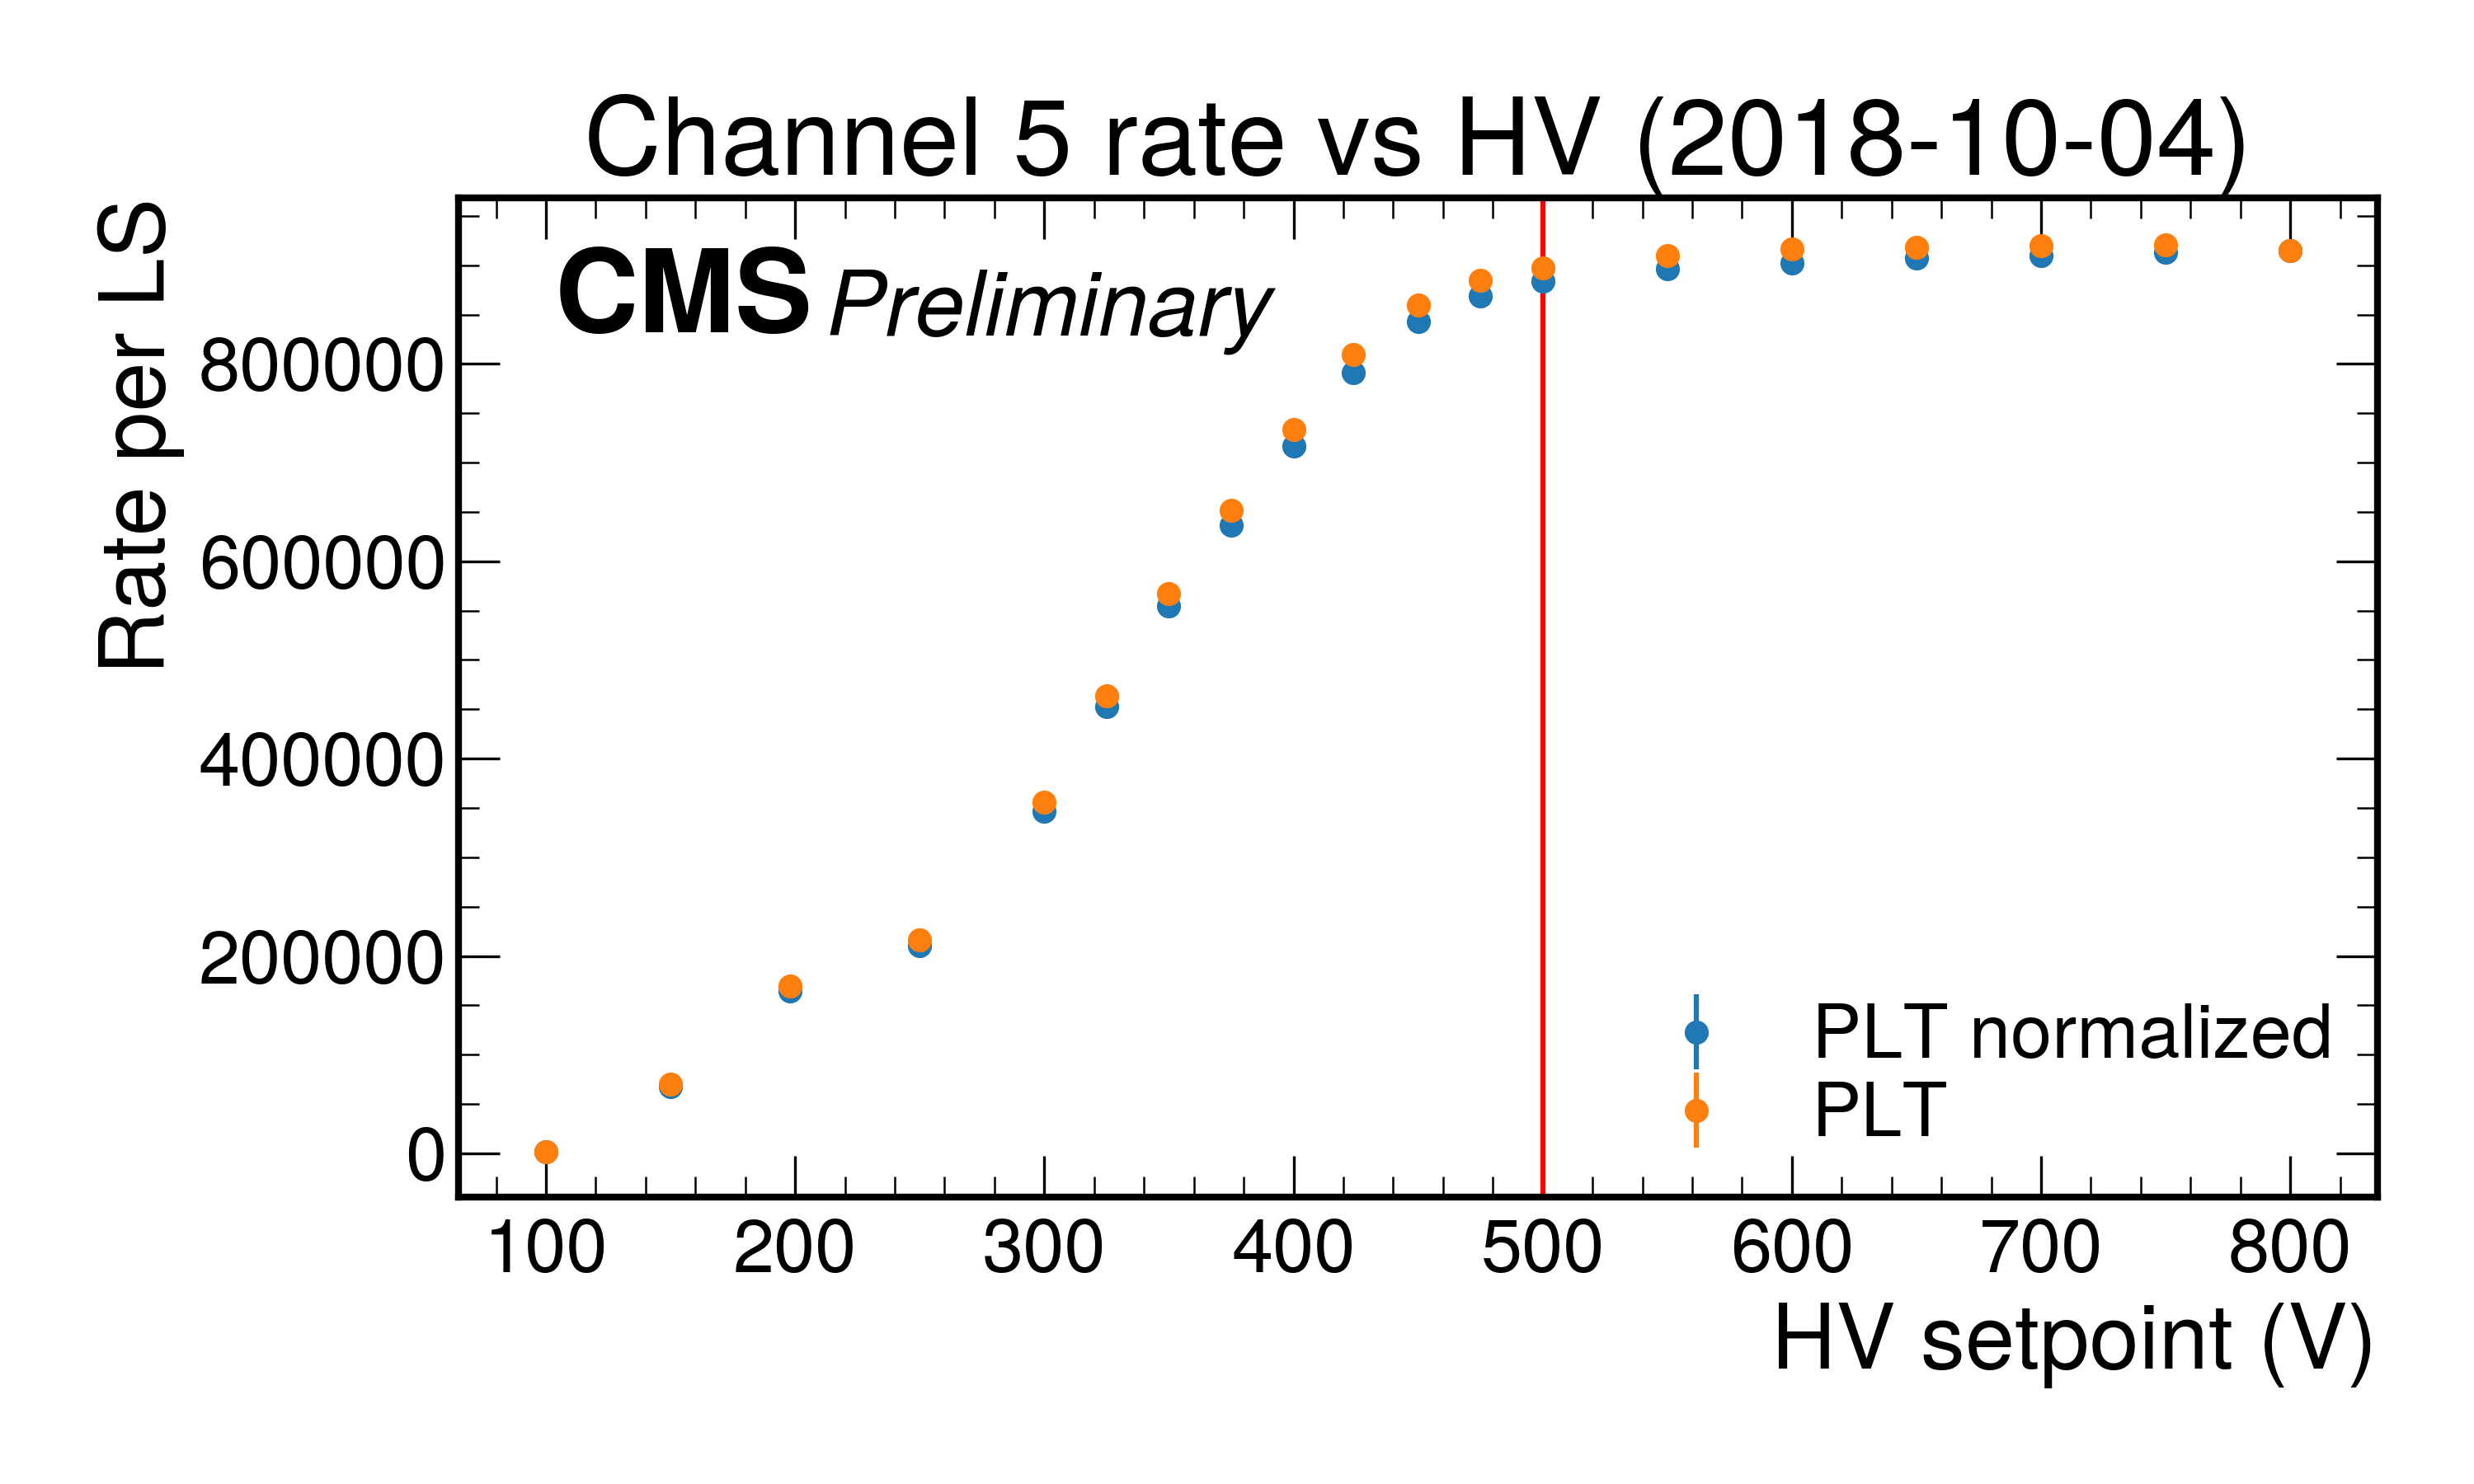 Channel 5 rate vs HV (2018-10-04)
CMS Preliminary
Rate per LS
800000
600000
400000
200000
0
PLT normalized
PLT
100 200 300 400 500 600 700 800
HV setpoint (V)